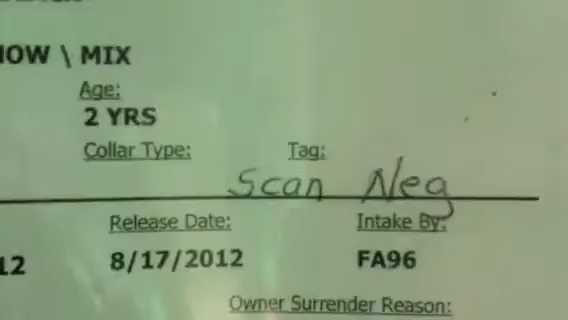 HOW \ MIX
Age:
2 YRS
Collar Type:
Tag:
Scan Neg
Release Date:
Intake By:
12
8/17/2012
FA96
Owner Surrender Reason: